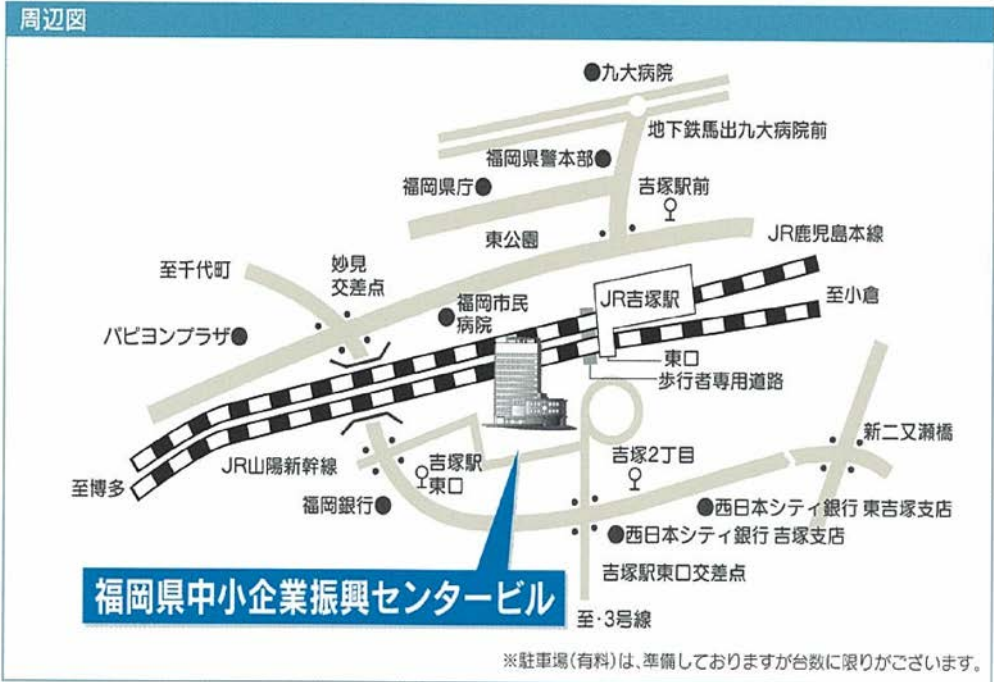 周辺図
九大病院
地下鉄馬出九大病院前
福岡県警本部
福岡県庁
吉塚駅前
東公園
JR鹿児島本線
至千代町
妙見
交差点
JR吉塚駅
至小倉
福岡市民
病院
パピヨンプラザ
東口
歩行者専用道路
新二又瀬橋
JR山陽新幹線
吉塚駅
東口
吉塚2丁目
至博多
福岡銀行
西日本シティ銀行 東吉塚支店
西日本シティ銀行 吉塚支店
吉塚駅東口交差点
福岡県中小企業振興センタービル
至・3号線
※駐車場(有料)は、準備しておりますが台数に限りがございます。